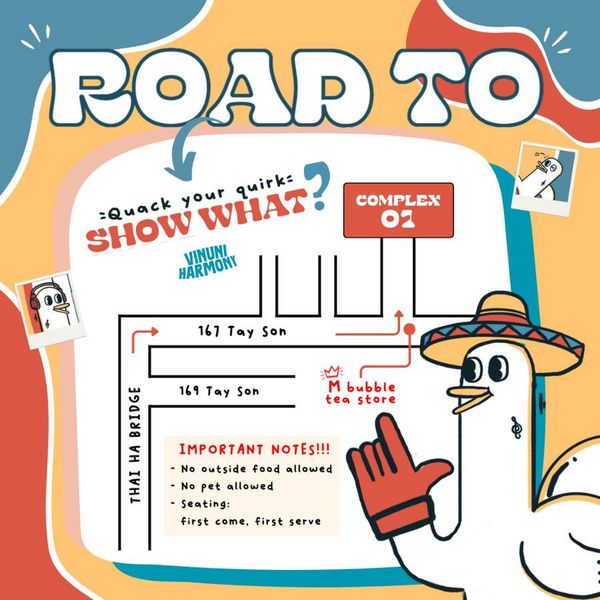 ROAD TO
Quack your quirk
SHOW WHAT?
VINUNI
HARMONY
COMPLEX
01
167 Tay Son
M bubble
tea store
169 Tay Son
THAI HA BRIDGE
IMPORTANT NOTES!!!
- No outside food allowed
- No pet allowed
- Seating:
first come, first serve